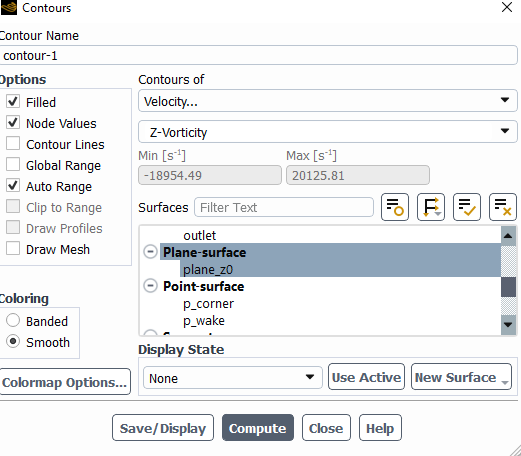 Contours
Contour Name
contour-1
Options
Filled
Node Values
Contour Lines
Global Range
Auto Range
Clip to Range
Draw Profiles
Draw Mesh
Coloring
Banded
Smooth
Colormap Options...
Contours of
Velocity...
Z-Vorticity
Min [s⁻¹] Max [s⁻¹]
-18954.49 20125.81
Surfaces Filter Text
outlet
Plane-surface
plane_z0
Point-surface
p_corner
p_wake
Display State
None Use Active New Surface
Save/Display Compute Close Help